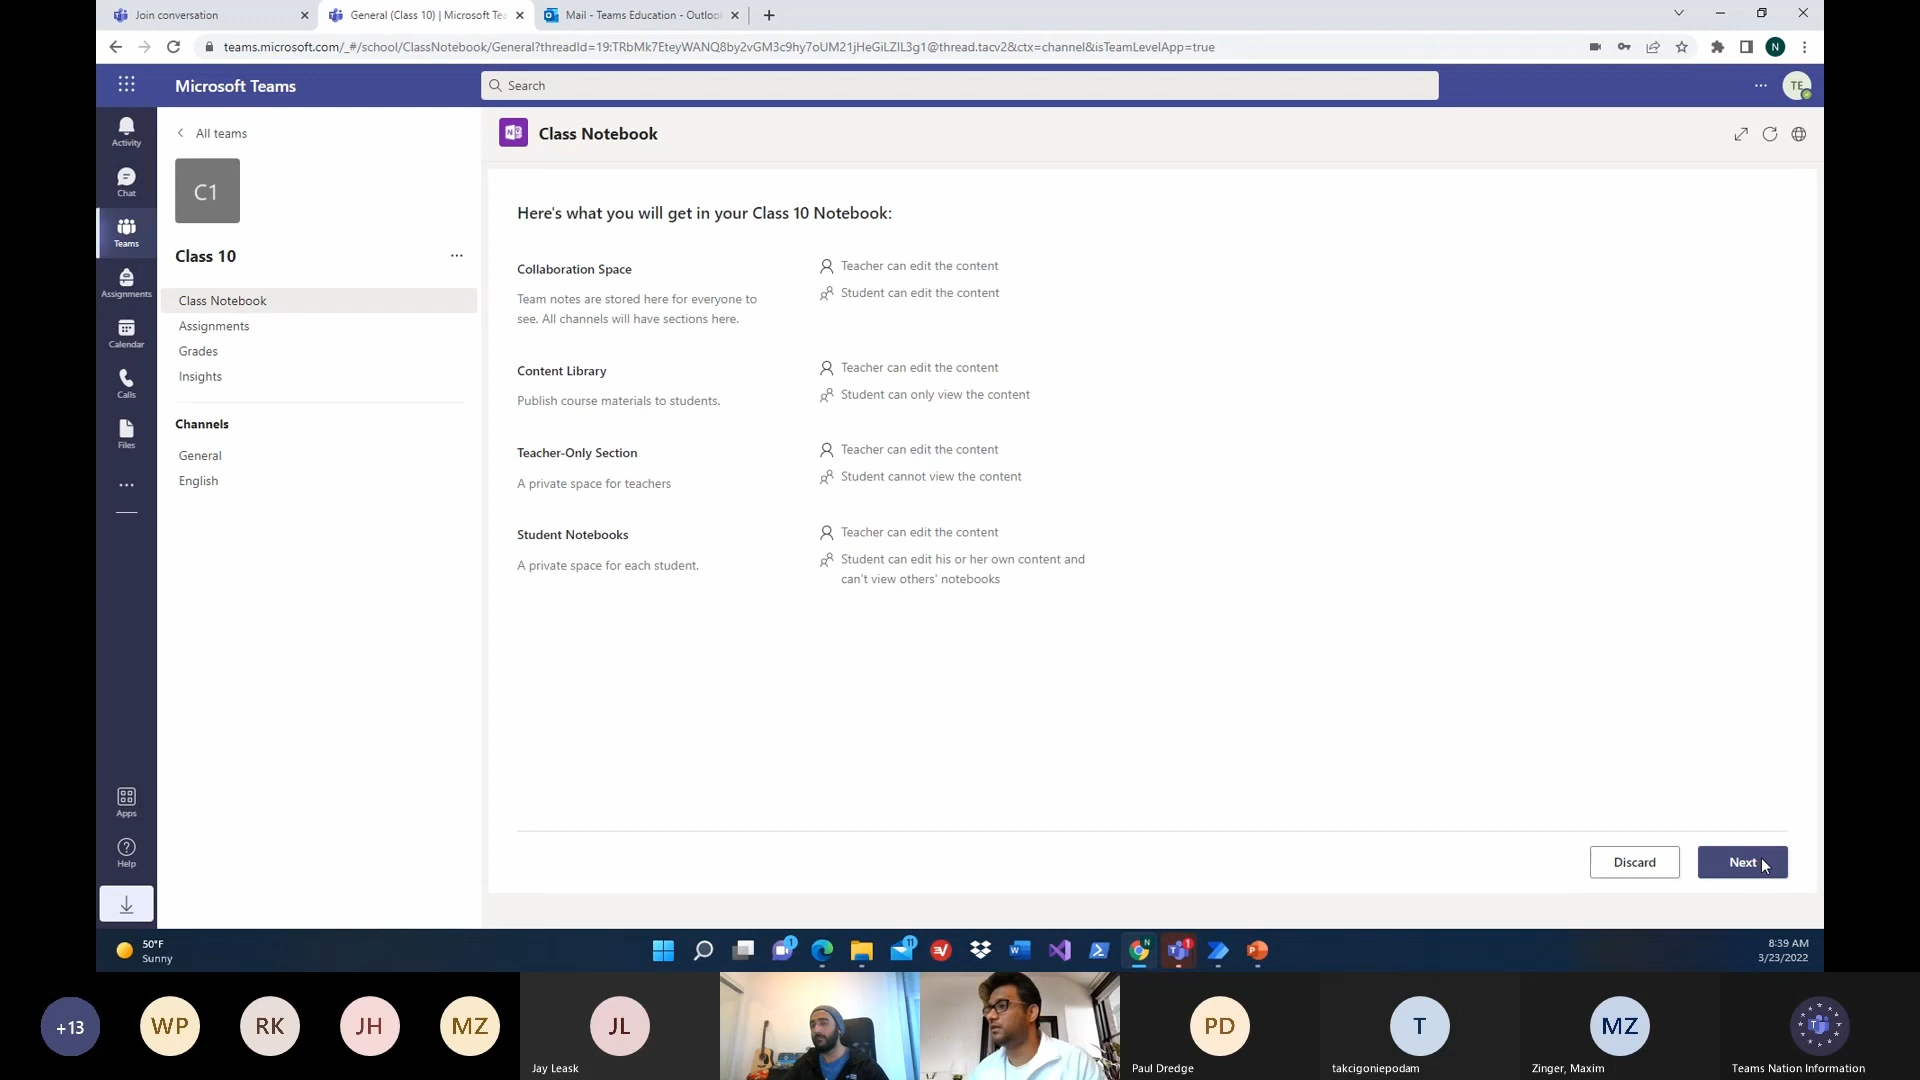 Join conversation
General (Class 10) | Microsoft Te
Mail - Teams Education - Outloo
teams.microsoft.com/_#/school/ClassNotebook/General?threadId=19:TRbMk7EteyWANQ8by2vGM3c9hy7oUM21jHeGiLZIL3g1@thread.tacv2&ctx=channel&isTeamLevelApp=true
N
Microsoft Teams
Search
TE
Activity
Chat
Teams
Assignments
Calendar
Calls
Files
Apps
Help
All teams
C1
Class 10
Class Notebook
Assignments
Grades
Insights
Channels
General
English
Class Notebook
Here's what you will get in your Class 10 Notebook:
Collaboration Space
Team notes are stored here for everyone to
see. All channels will have sections here.
Teacher can edit the content
Student can edit the content
Content Library
Publish course materials to students.
Teacher can edit the content
Student can only view the content
Teacher-Only Section
A private space for teachers
Teacher can edit the content
Student cannot view the content
Student Notebooks
A private space for each student.
Teacher can edit the content
Student can edit his or her own content and
can't view others' notebooks
Discard
Next
50°F
Sunny
1
11
N
1
8:39 AM
3/23/2022
+13
WP
RK
JH
MZ
JL
Jay Leask
PD
Paul Dredge
T
takcigoniepodam
MZ
Zinger, Maxim
Teams Nation Information